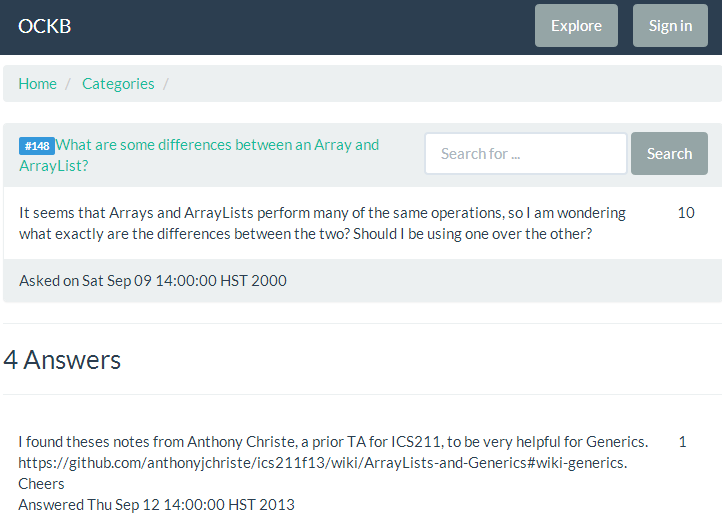 OCKB
Explore
Sign in
Home / Categories /
#148 What are some differences between an Array and
ArrayList?
Search for ...
Search
It seems that Arrays and ArrayLists perform many of the same operations, so I am wondering
what exactly are the differences between the two? Should I be using one over the other?
10
Asked on Sat Sep 09 14:00:00 HST 2000
4 Answers
I found theses notes from Anthony Christe, a prior TA for ICS211, to be very helpful for Generics.
https://github.com/anthonyjchriste/ics211f13/wiki/ArrayLists-and-Generics#wiki-generics.
Cheers
Answered Thu Sep 12 14:00:00 HST 2013
1